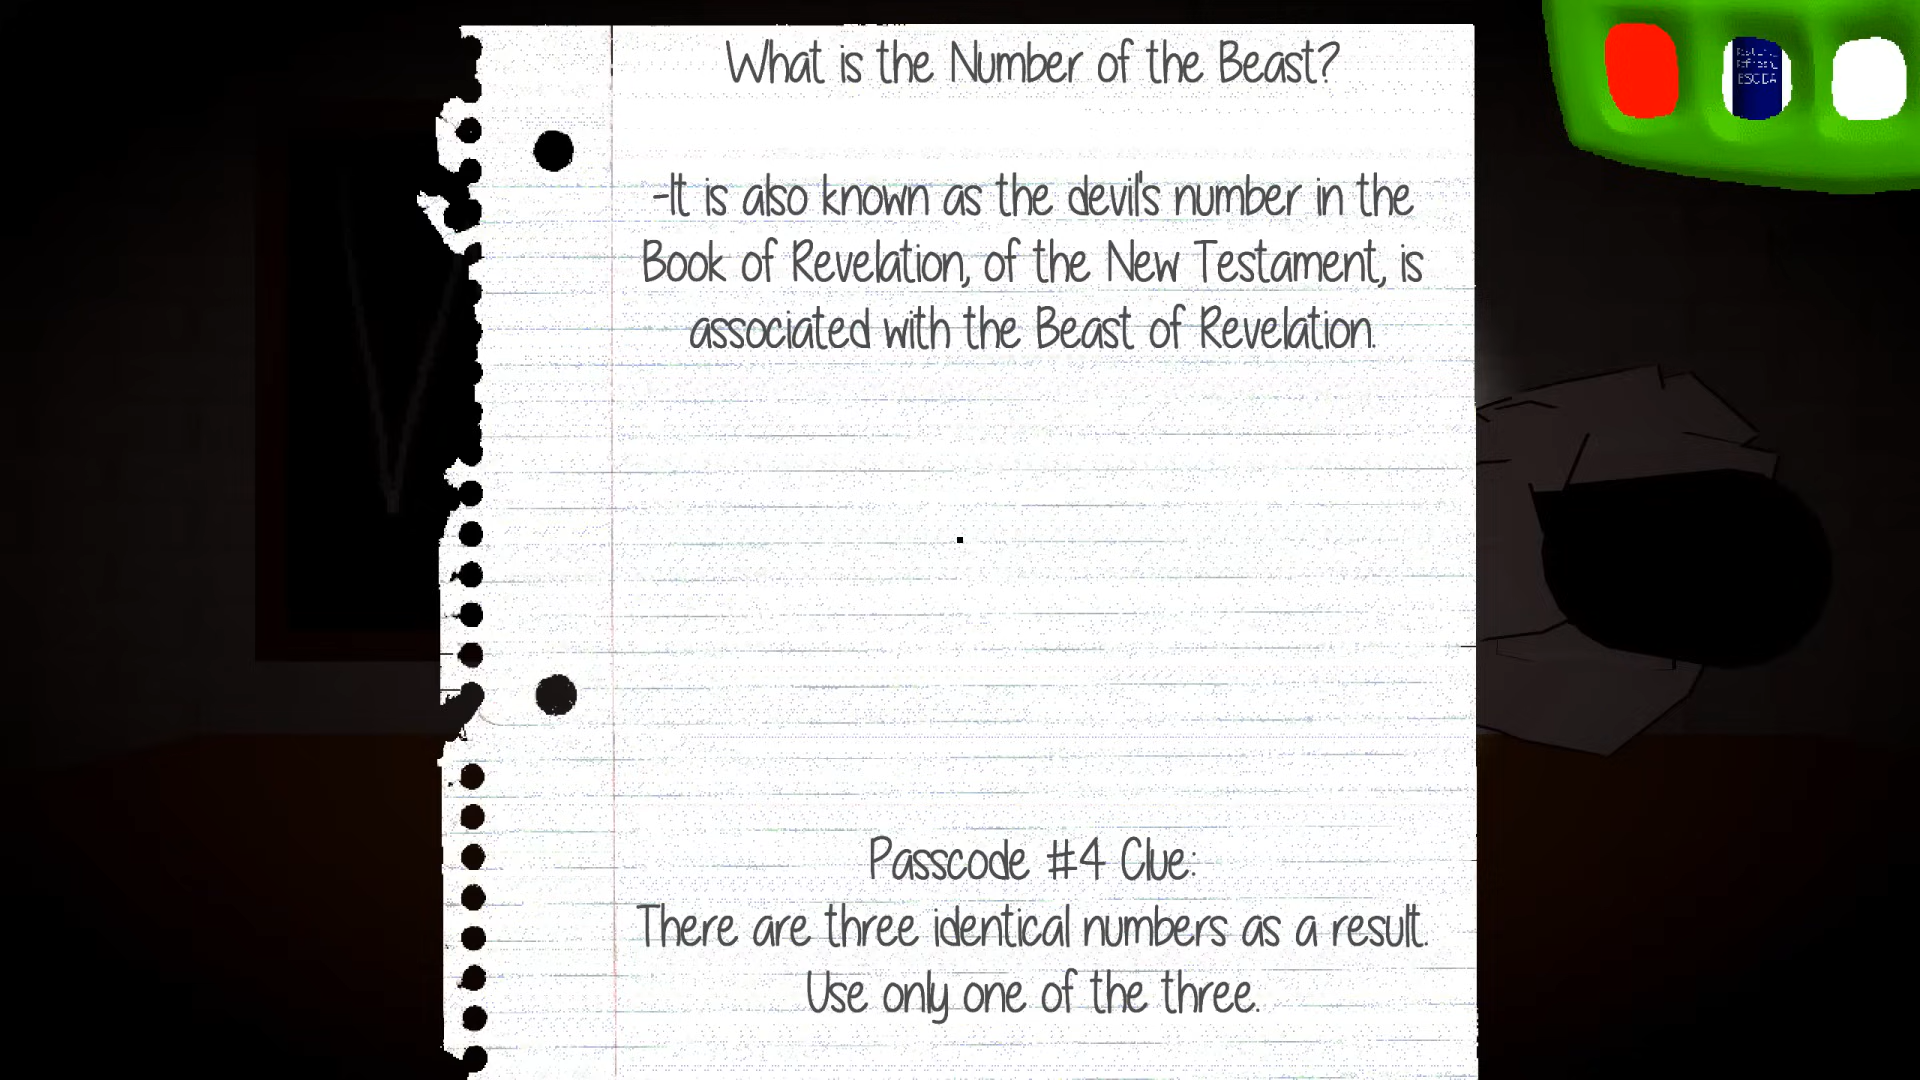 What is the Number of the Beast?
-It is also known as the devil's number in the
Book of Revelation, of the New Testament, is
associated with the Beast of Revelation.
Passcode #4 Clue:
There are three identical numbers as a result.
Use only one of the three.